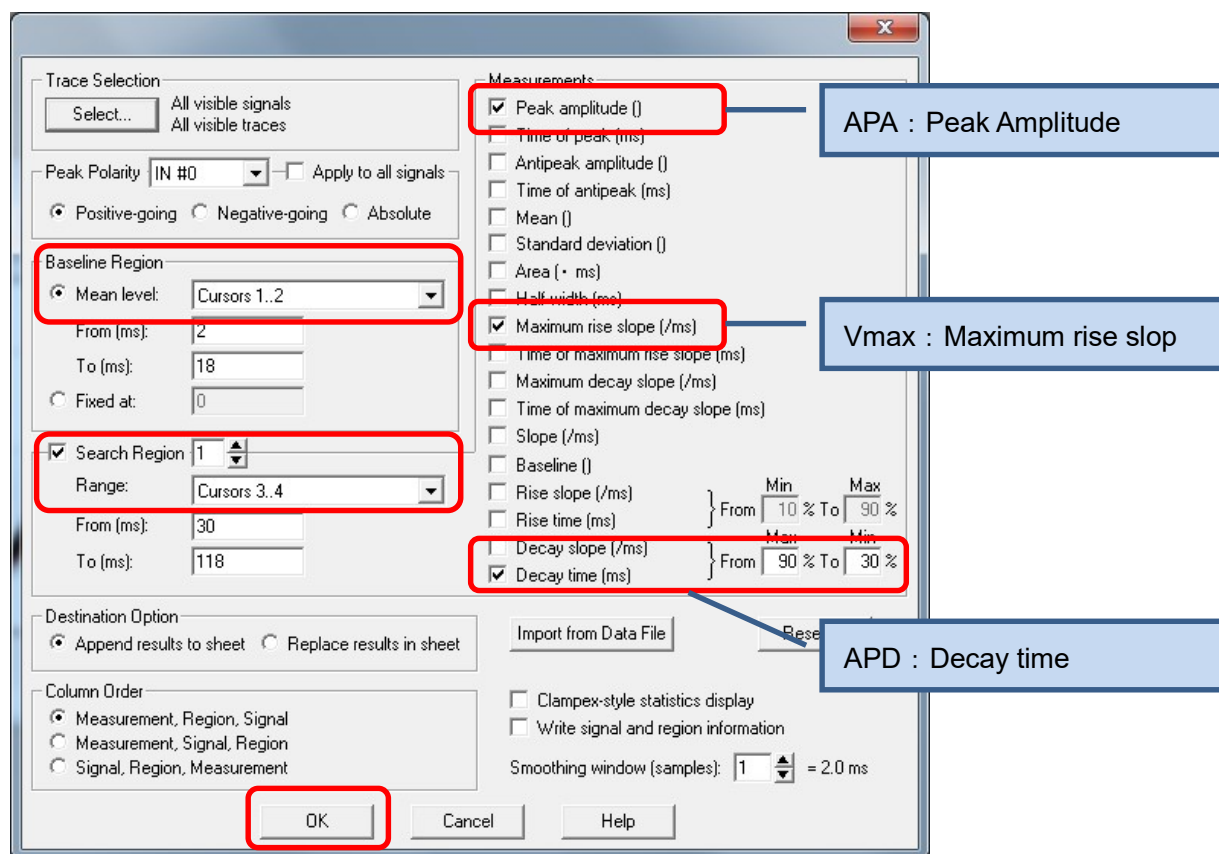 x
Trace Selection
Select...
All visible signals
All visible traces
Peak Polarity
IN #0
Apply to all signals
Positive-going
Negative-going
Absolute
Baseline Region
Mean level:
Cursors 1..2
From (ms):
2
To (ms):
18
Fixed at:
0
Search Region
1
Range:
Cursors 3..4
From (ms):
30
To (ms):
118
Measurements
Peak amplitude ()
Time of peak (ms)
Antipeak amplitude ()
Time of antipeak (ms)
Mean ()
Standard deviation ()
Area (· ms)
Half-width (ms)
Maximum rise slope (/ms)
Time of maximum rise slope (ms)
Maximum decay slope (/ms)
Time of maximum decay slope (ms)
Slope (/ms)
Baseline ()
Rise slope (/ms)
Rise time (ms)
Min Max
From 10 % To 90 %
Decay slope (/ms)
Decay time (ms)
Max Min
From 90 % To 30 %
APA：Peak Amplitude
Vmax：Maximum rise slop
APD：Decay time
Destination Option
Append results to sheet
Replace results in sheet
Import from Data File
Column Order
Measurement, Region, Signal
Measurement, Signal, Region
Signal, Region, Measurement
Clampex-style statistics display
Write signal and region information
Smoothing window (samples): 1 = 2.0 ms
OK
Cancel
Help